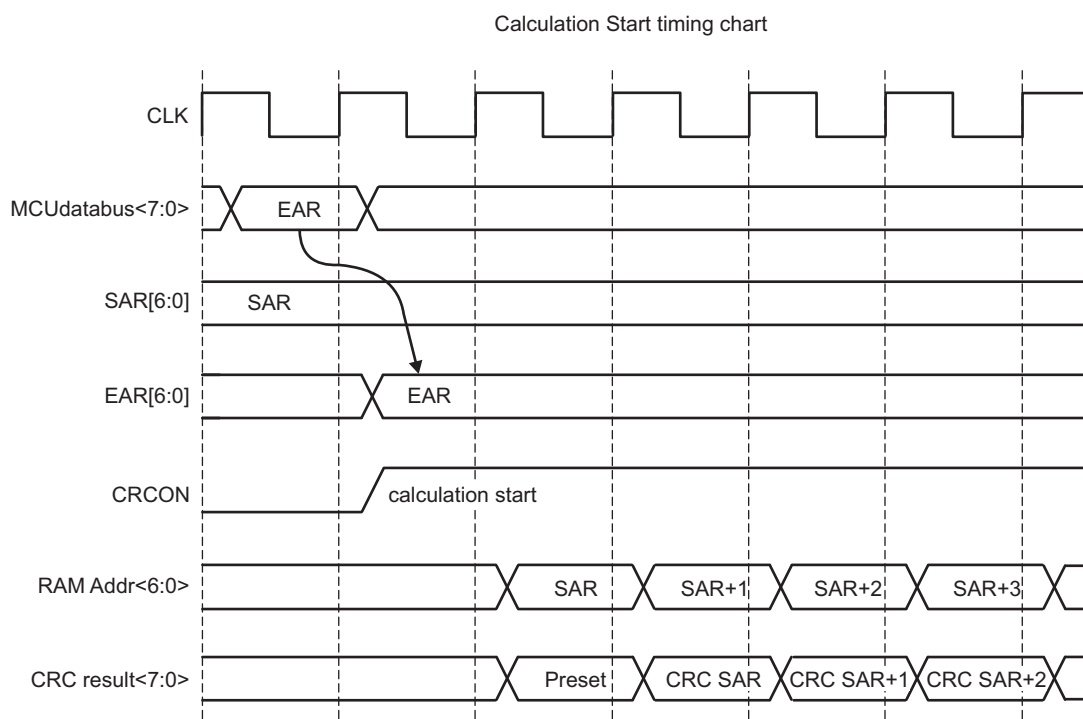 Calculation Start timing chart
CLK
MCUdatabus<7:0> EAR
SAR[6:0] SAR
EAR[6:0] EAR
CRCON calculation start
RAM Addr<6:0> SAR SAR+1 SAR+2 SAR+3
CRC result<7:0> Preset CRC SAR CRC SAR+1 CRC SAR+2